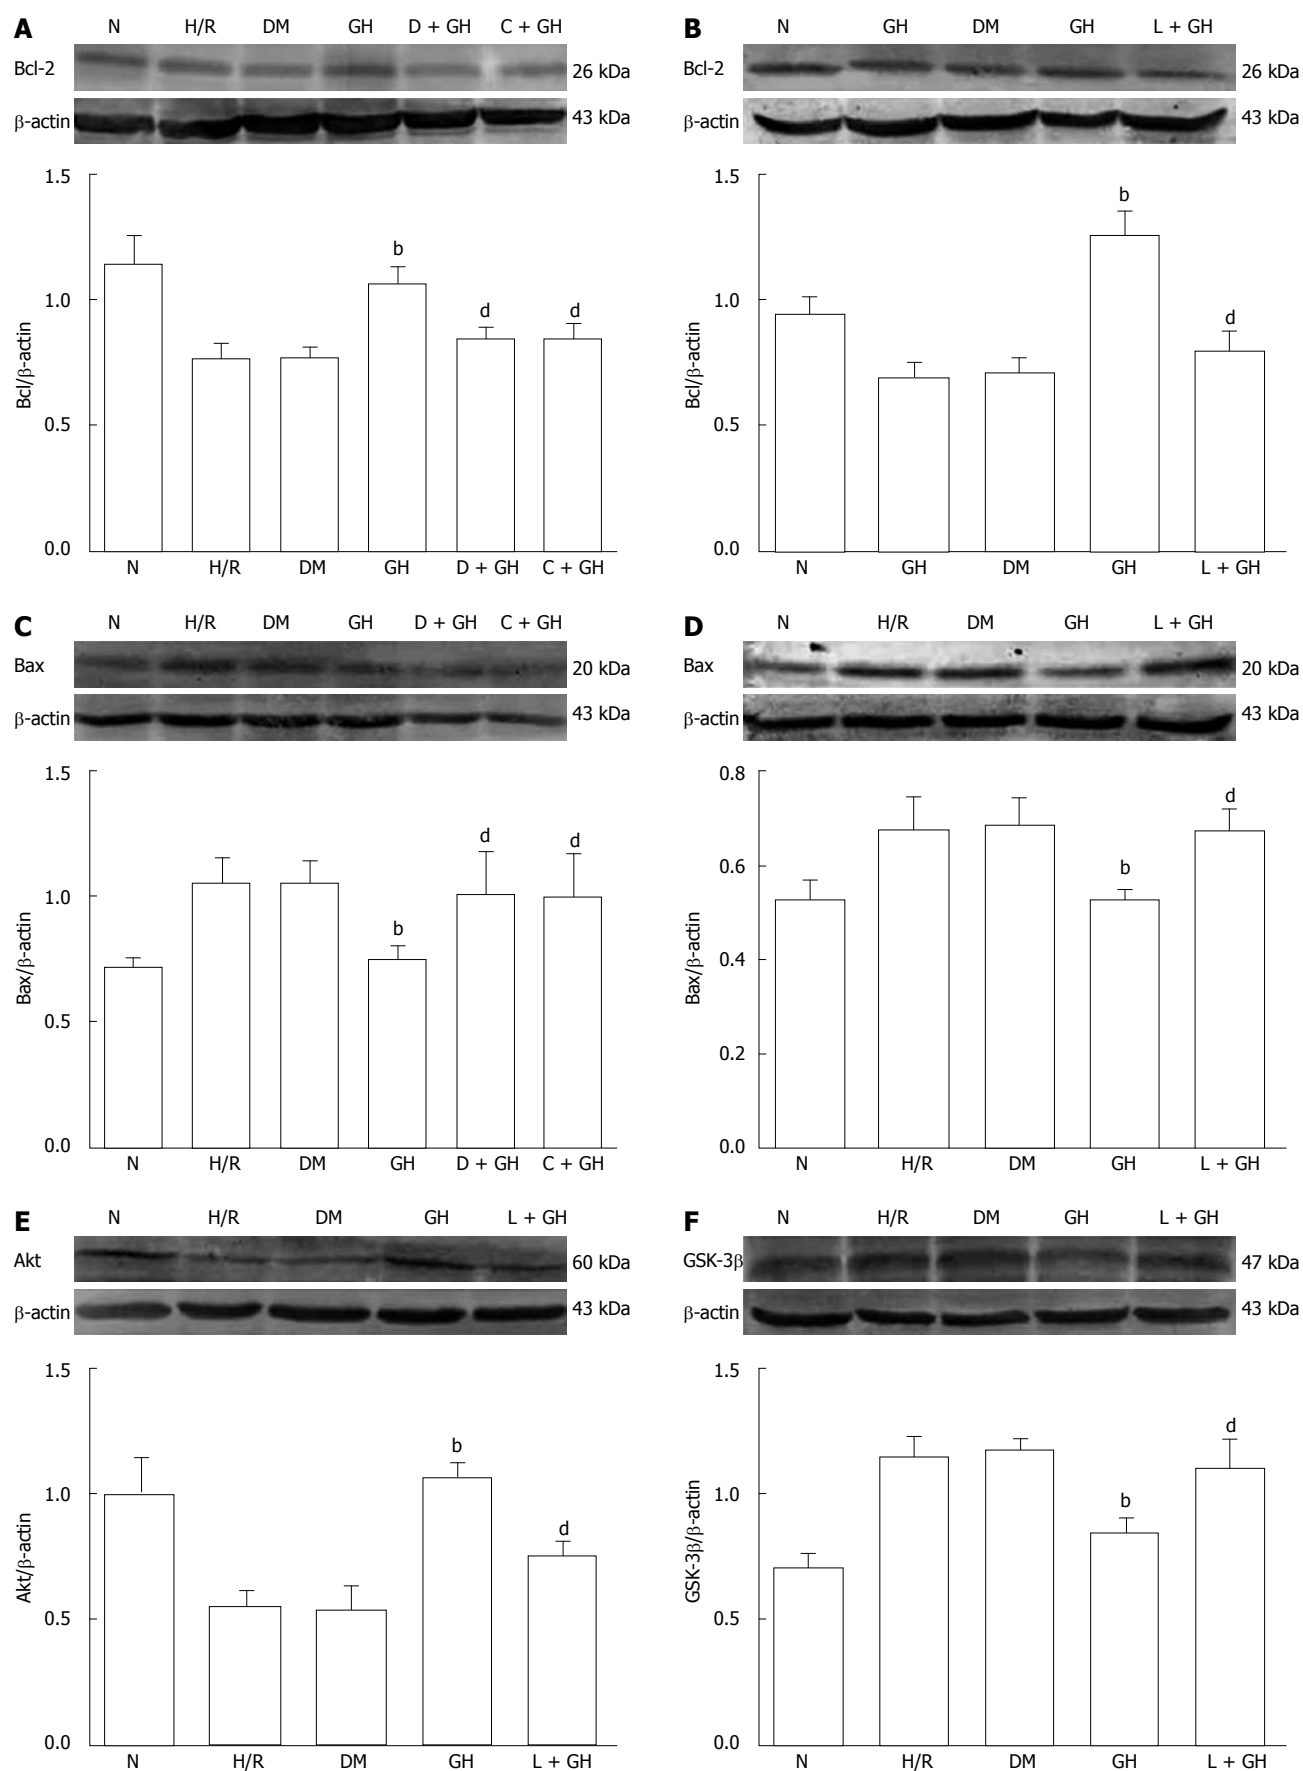 A N H/R DM GH D + GH C + GH
Bcl-2 26 kDa
β-actin 43 kDa
1.5
1.0
0.5
0.0
Bcl/β-actin
b
d
d
N H/R DM GH D + GH C + GH
B N GH DM GH L + GH
Bcl-2 26 kDa
β-actin 43 kDa
1.5
1.0
0.5
0.0
Bcl/β-actin
b
d
N GH DM GH L + GH
C N H/R DM GH D + GH C + GH
Bax 20 kDa
β-actin 43 kDa
1.5
1.0
0.5
0.0
Bax/β-actin
b
d
d
N H/R DM GH D + GH C + GH
D N H/R DM GH L + GH
Bax 20 kDa
β-actin 43 kDa
0.8
0.6
0.4
0.2
0.0
Bax/β-actin
b
d
N H/R DM GH L + GH
E N H/R DM GH L + GH
Akt 60 kDa
β-actin 43 kDa
1.5
1.0
0.5
0.0
Akt/β-actin
b
d
N H/R DM GH L + GH
F N H/R DM GH L + GH
GSK-3β 47 kDa
β-actin 43 kDa
1.5
1.0
0.5
0.0
GSK-3β/β-actin
b
d
N H/R DM GH L + GH